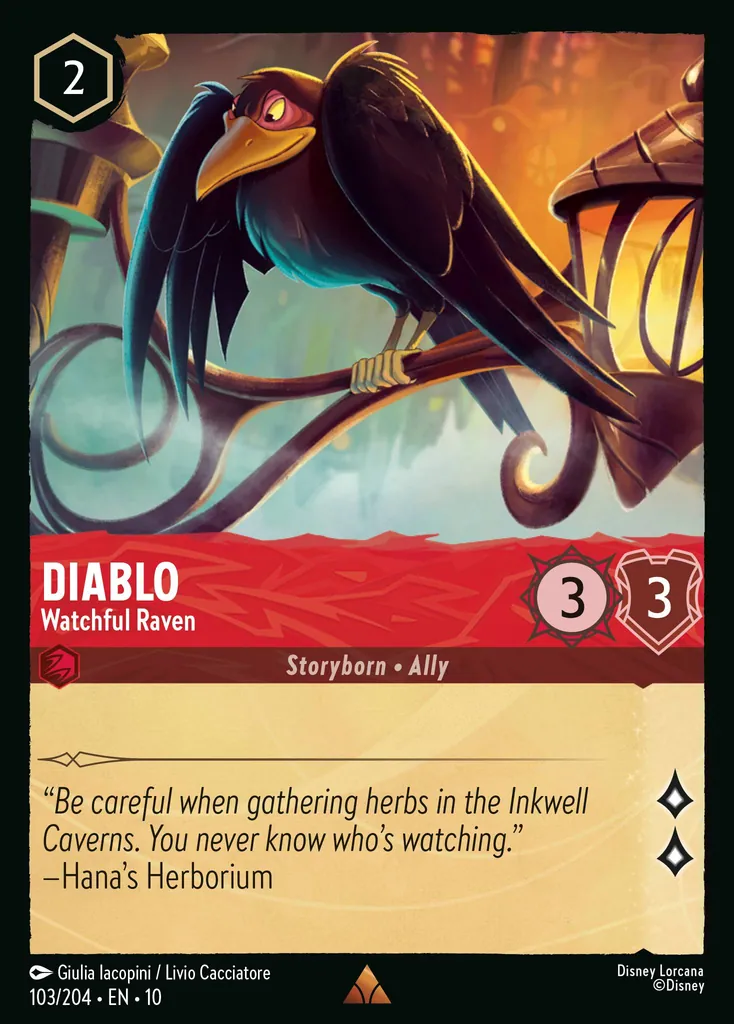 2
DIABLO
Watchful Raven
3
3
Storyborn • Ally
“Be careful when gathering herbs in the Inkwell
Caverns. You never know who’s watching.”
—Hana’s Herborium
Giulia Iacopini / Livio Cacciatore
103/204 • EN • 10
Disney Lorcana
©Disney